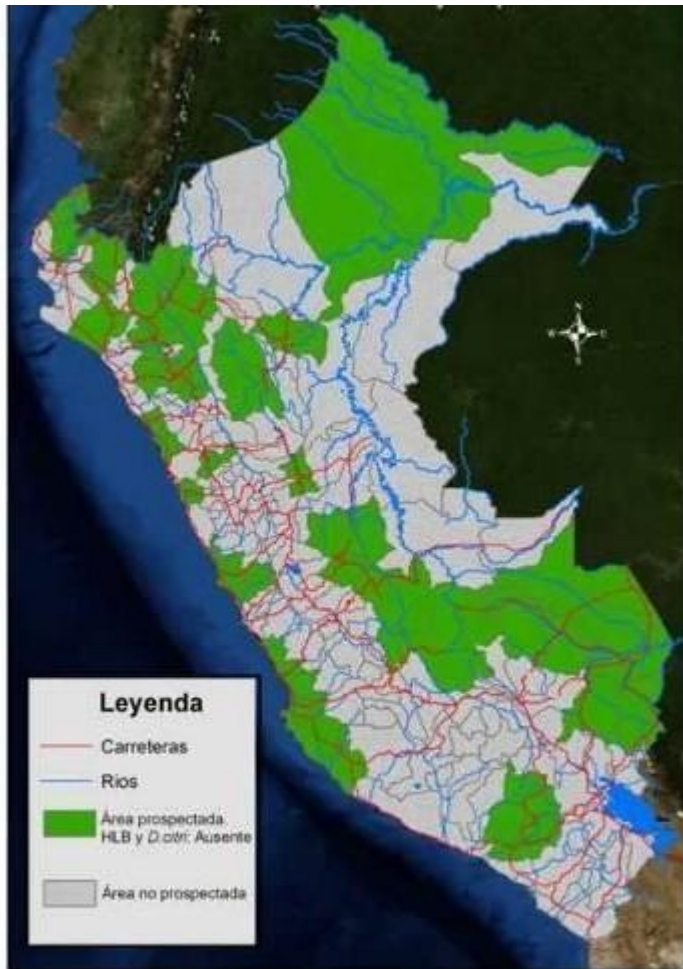 N
Leyenda
Carreteras
Rios
Área prospectada.
HLB y D.citri: Ausente
Área no prospectada